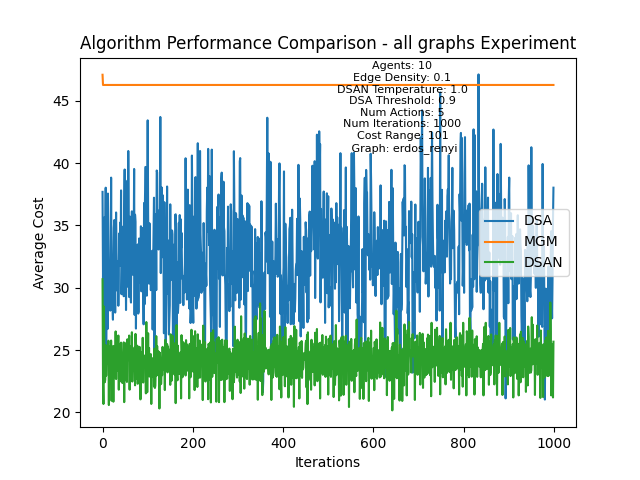 Algorithm Performance Comparison - all graphs Experiment
Agents: 10
Edge Density: 0.1
DSAN Temperature: 1.0
DSA Threshold: 0.9
Num Actions: 5
Num Iterations: 1000
Cost Range: 101
Graph: erdos_renyi
45
40
35
30
25
20
Average Cost
DSA
MGM
DSAN
0
200
400
600
800
1000
Iterations